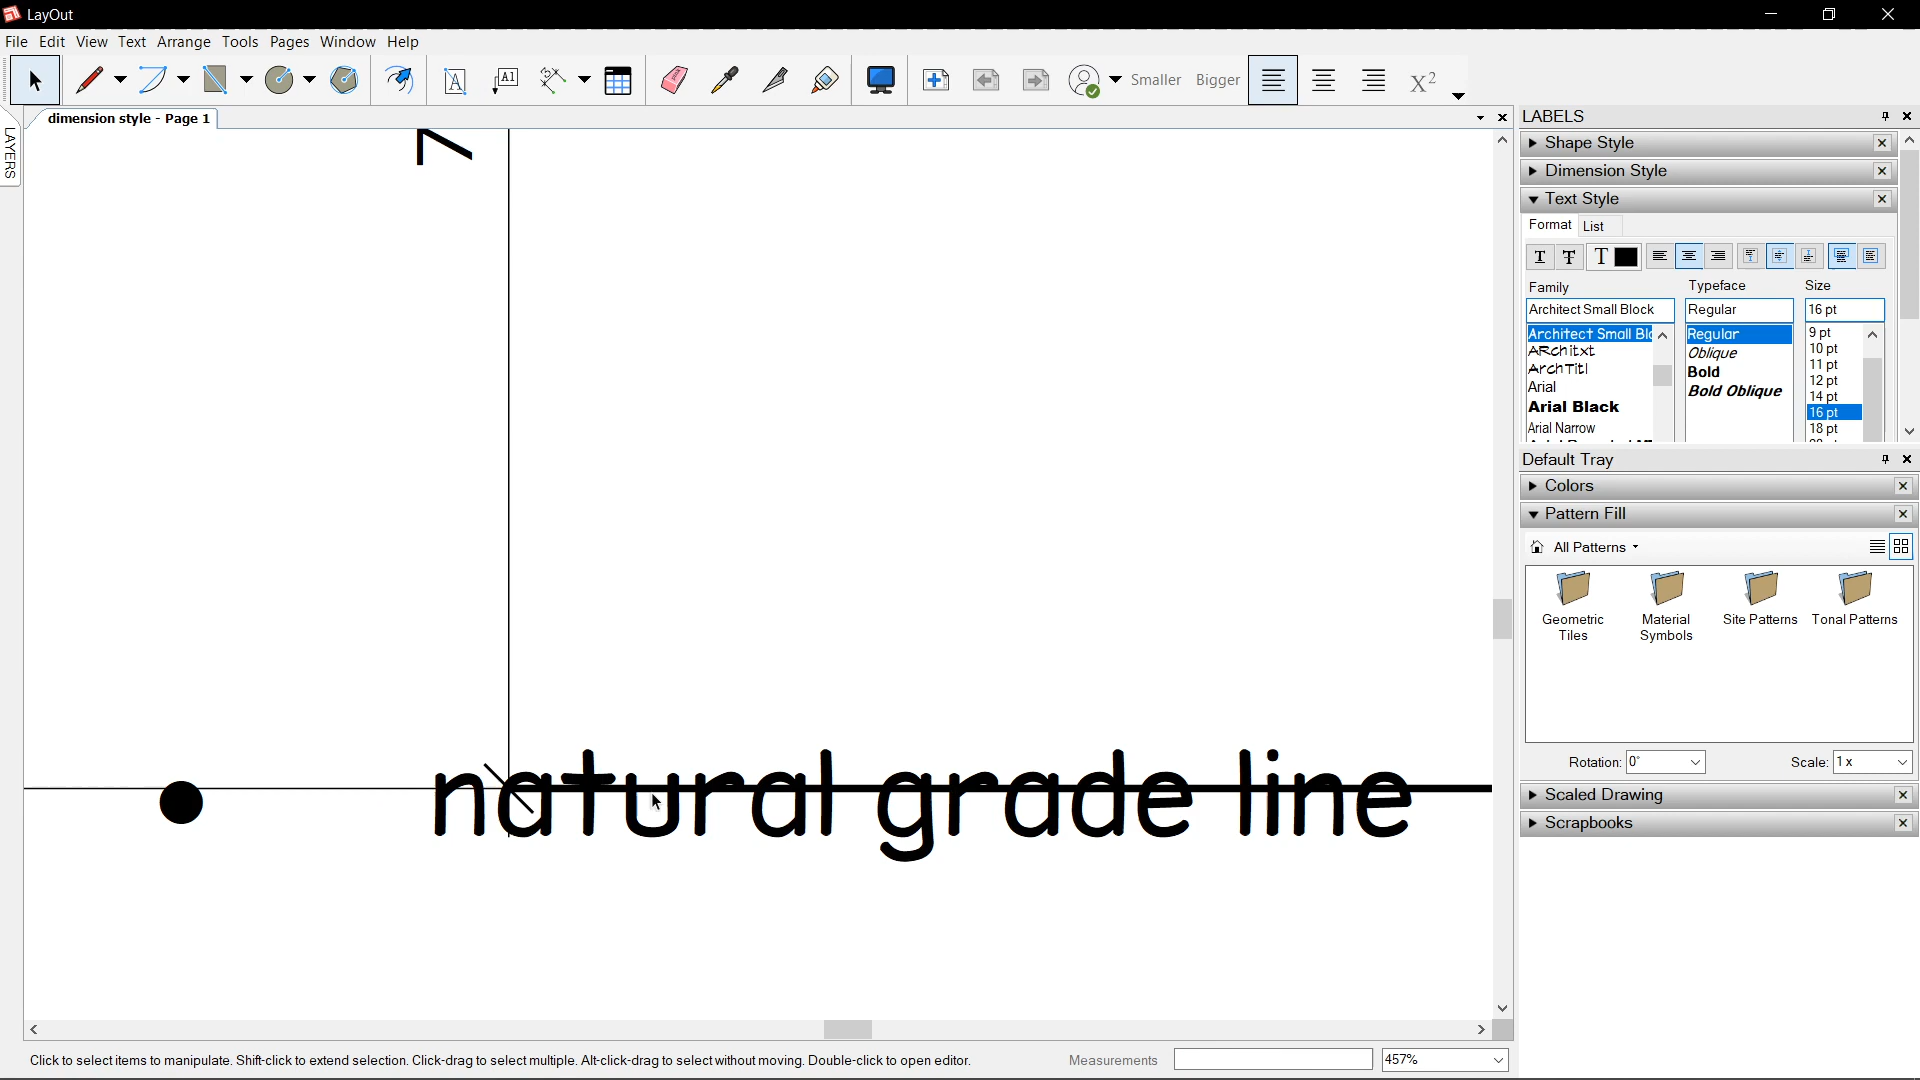 LayOut
File Edit View Text Arrange Tools Pages Window Help
A A1 Smaller Bigger X²
LAYERS
dimension style - Page 1
7
natural grade line
LABELS
Shape Style
Dimension Style
Text Style
Format List
T T T
Family Typeface Size
Architect Small Block Regular 16 pt
Architect Small Blo Regular 9 pt
ARchitxt Oblique 10 pt
ArchTitl Bold 11 pt
Arial Bold Oblique 12 pt
Arial Black 14 pt
Arial Narrow 16 pt
18 pt
Default Tray
Colors
Pattern Fill
All Patterns
Geometric Tiles
Material Symbols
Site Patterns
Tonal Patterns
Rotation: 0° Scale: 1 x
Scaled Drawing
Scrapbooks
Click to select items to manipulate. Shift-click to extend selection. Click-drag to select multiple. Alt-click-drag to select without moving. Double-click to open editor. Measurements 457%